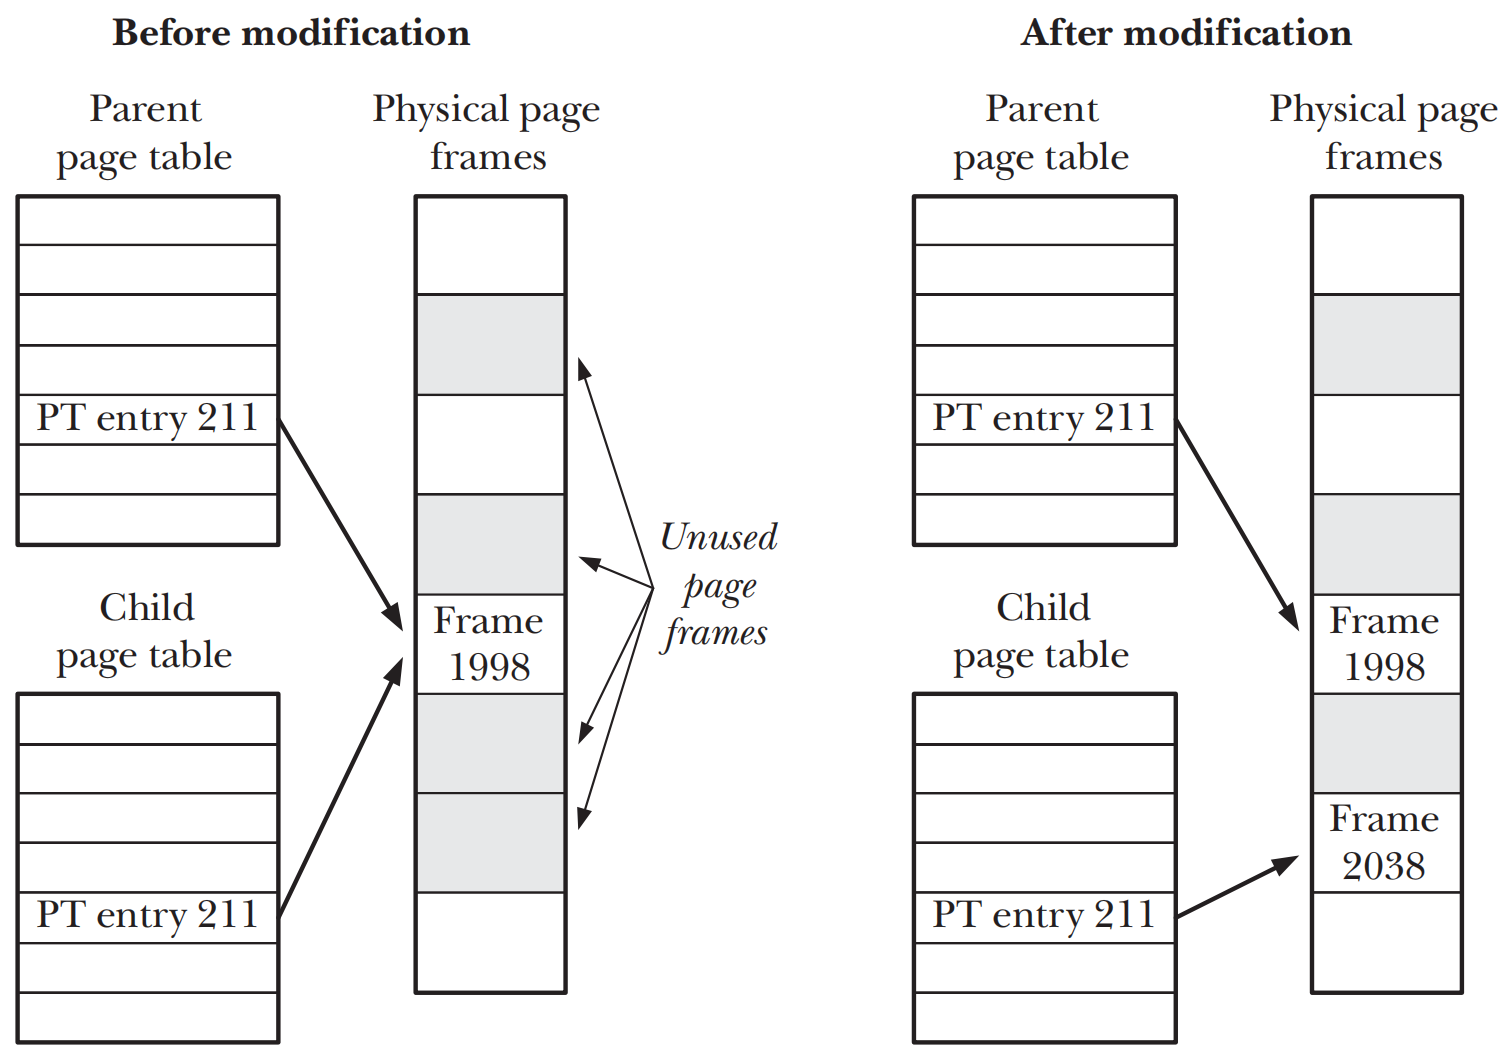 Before modification
Parent
page table
Physical page
frames
PT entry 211
Unused
page
frames
Child
page table
Frame
1998
PT entry 211
After modification
Parent
page table
Physical page
frames
PT entry 211
Child
page table
Frame
1998
Frame
2038
PT entry 211